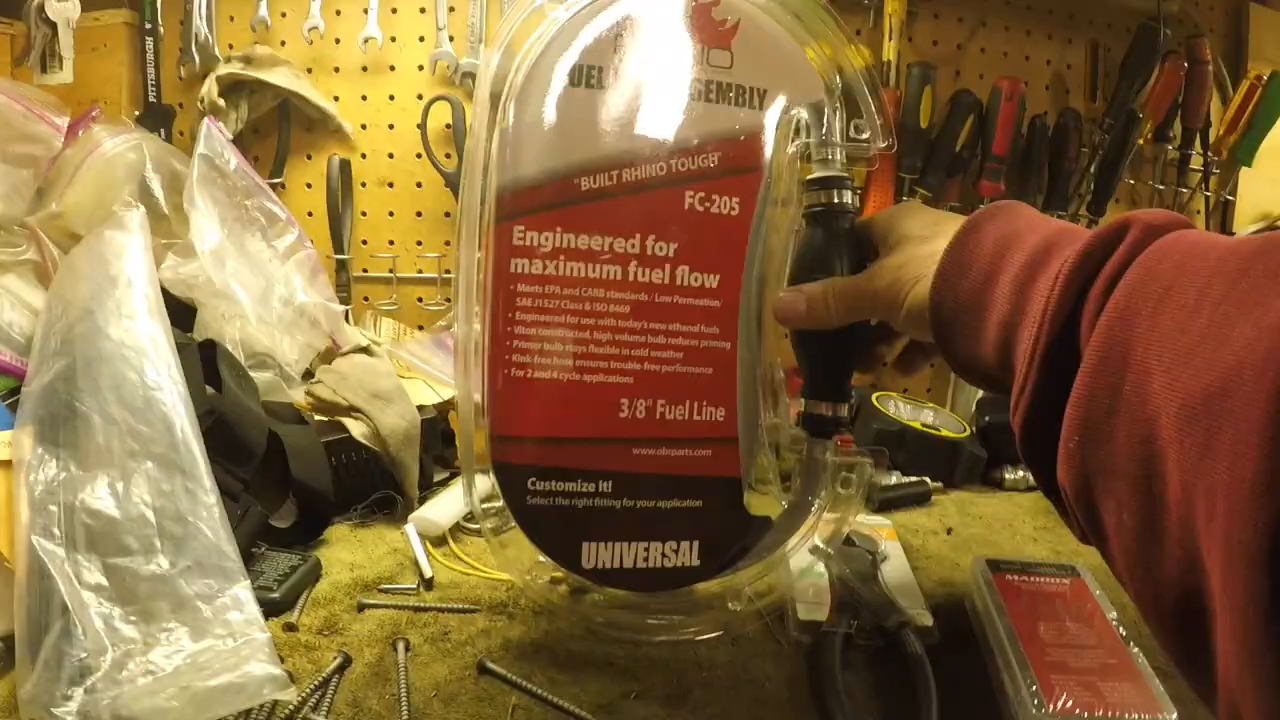 PITTSBURGH
FUEL
"BUILT RHINO TOUGH"
FC-205
Engineered for
maximum fuel flow
• Meets EPA and CARB standards / Low Permeation/
SAE J1527 Class & ISO 8469
• Engineered for use with today's new ethanol fuels
• Viton constructed, high volume bulb reduces priming
• Primer bulb stays flexible in cold weather
• Kink-free hose ensures trouble-free performance
• For 2 and 4 cycle applications
3/8" Fuel Line
www.obrparts.com
Customize It!
Select the right fitting for your application
UNIVERSAL
MADDOX